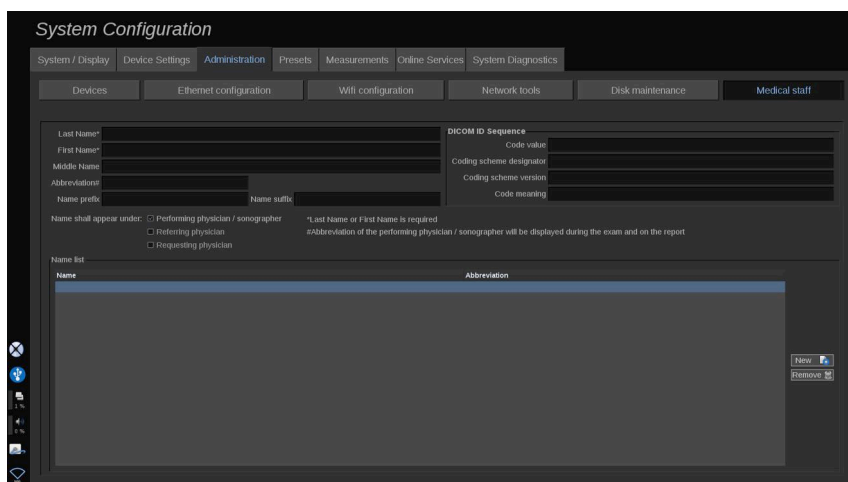 System Configuration
System / Display Device Settings Administration Presets Measurements Online Services System Diagnostics
Devices Ethernet configuration Wifi configuration Network tools Disk maintenance Medical staff
Last Name*
First Name*
Middle Name
Abbreviation#
Name prefix Name suffix
DICOM ID Sequence
Code value
Coding scheme designator
Coding scheme version
Code meaning
Name shall appear under: Performing physician / sonographer
Referring physician
Requesting physician
*Last Name or First Name is required
#Abbreviation of the performing physician / sonographer will be displayed during the exam and on the report
Name list
Name Abbreviation
New
Remove
1 %
0 %